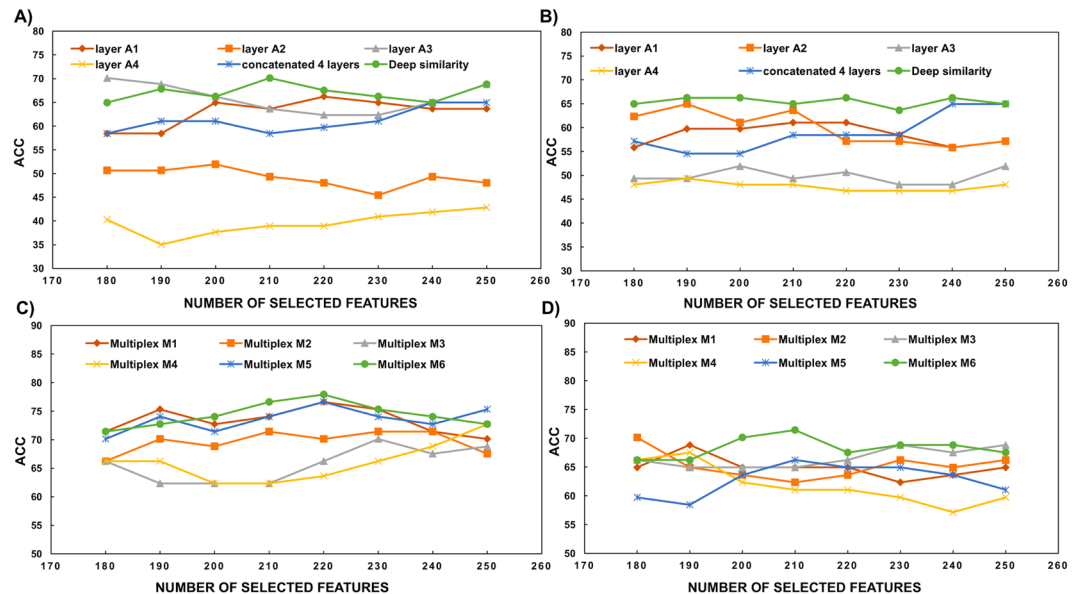 A)
80
75
70
65
60
55
50
45
40
35
30
ACC
layer A1 layer A2 layer A3
layer A4 concatenated 4 layers Deep similarity
170 180 190 200 210 220 230 240 250 260
NUMBER OF SELECTED FEATURES
B)
80
75
70
65
60
55
50
45
40
35
30
ACC
layer A1 layer A2 layer A3
layer A4 concatenated 4 layers Deep similarity
170 180 190 200 210 220 230 240 250 260
NUMBER OF SELECTED FEATURES
C)
90
85
80
75
70
65
60
55
50
ACC
Multiplex M1 Multiplex M2 Multiplex M3
Multiplex M4 Multiplex M5 Multiplex M6
170 180 190 200 210 220 230 240 250 260
NUMBER OF SELECTED FEATURES
D)
90
85
80
75
70
65
60
55
50
ACC
Multiplex M1 Multiplex M2 Multiplex M3
Multiplex M4 Multiplex M5 Multiplex M6
170 180 190 200 210 220 230 240 250 260
NUMBER OF SELECTED FEATURES